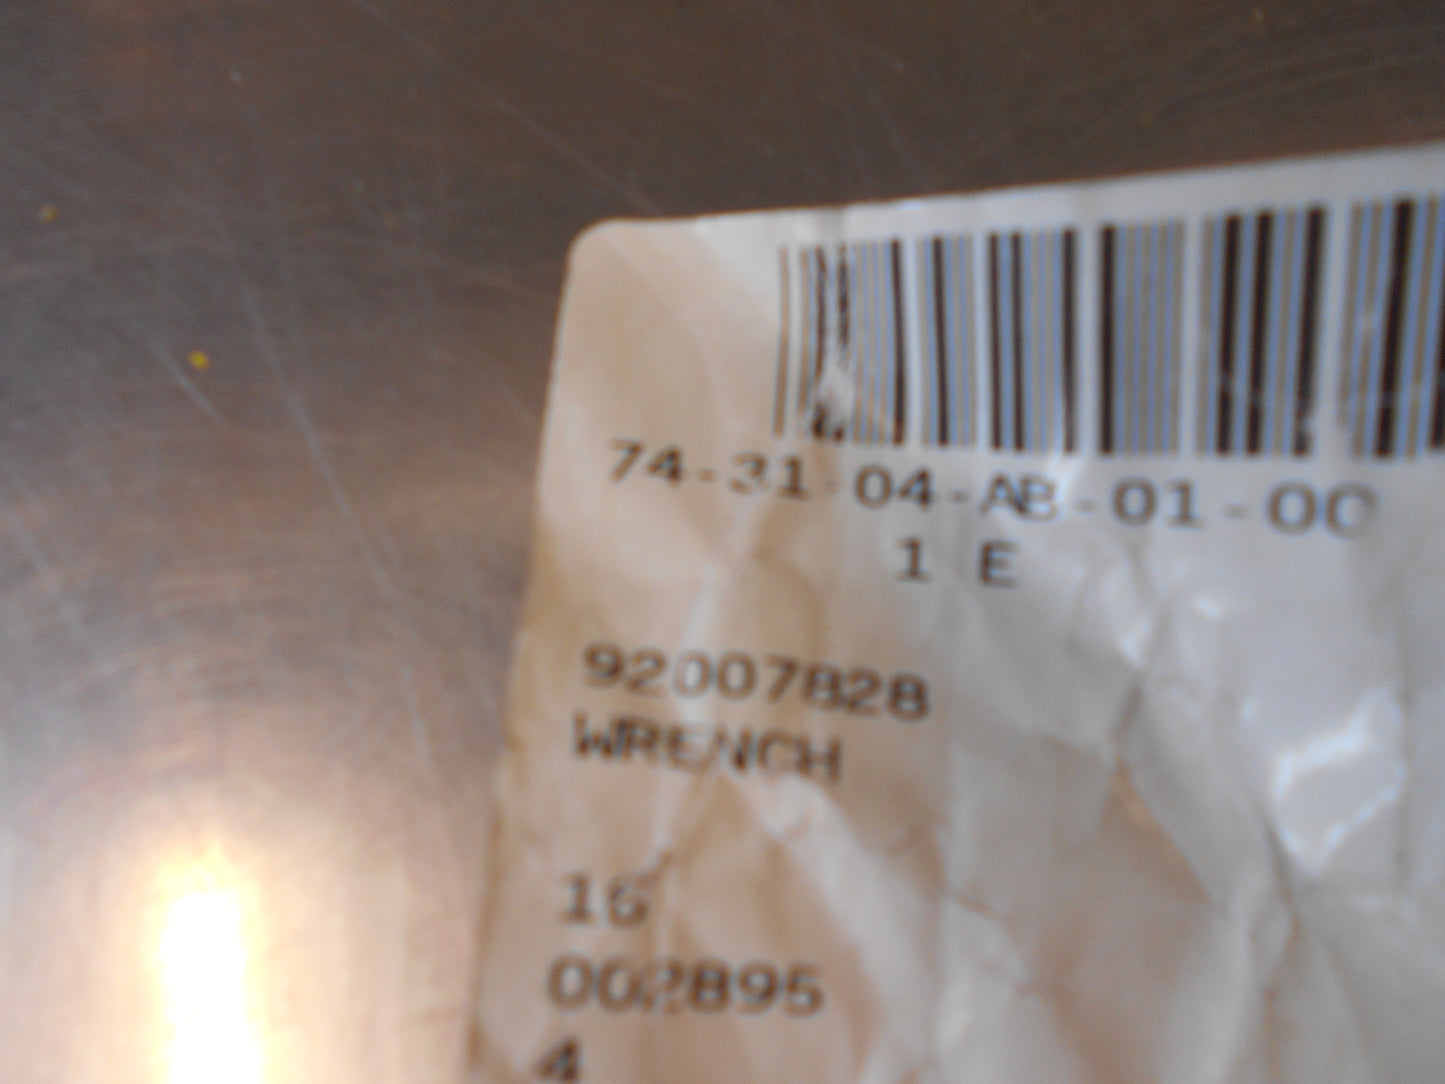 74-31-04-AB-01-00
1 E
92007828
WRENCH
16
002895
4